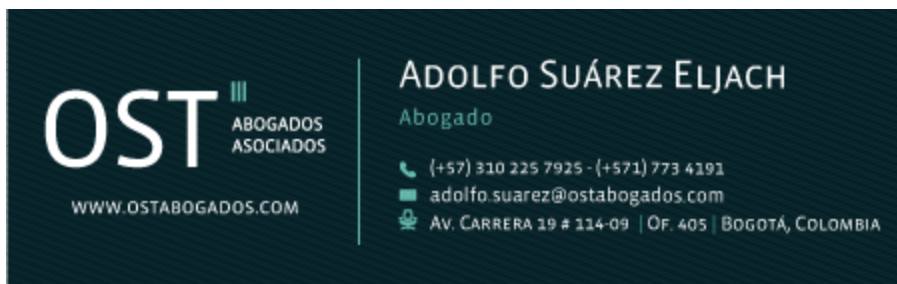 OST
ABOGADOS
ASOCIADOS
WWW.OSTABOGADOS.COM
ADOLFO SUÁREZ ELJACH
Abogado
(+57) 310 225 7925 - (+571) 773 4191
adolfo.suarez@ostabogados.com
AV. CARRERA 19 # 114-09 | OF. 405 | BOGOTÁ, COLOMBIA